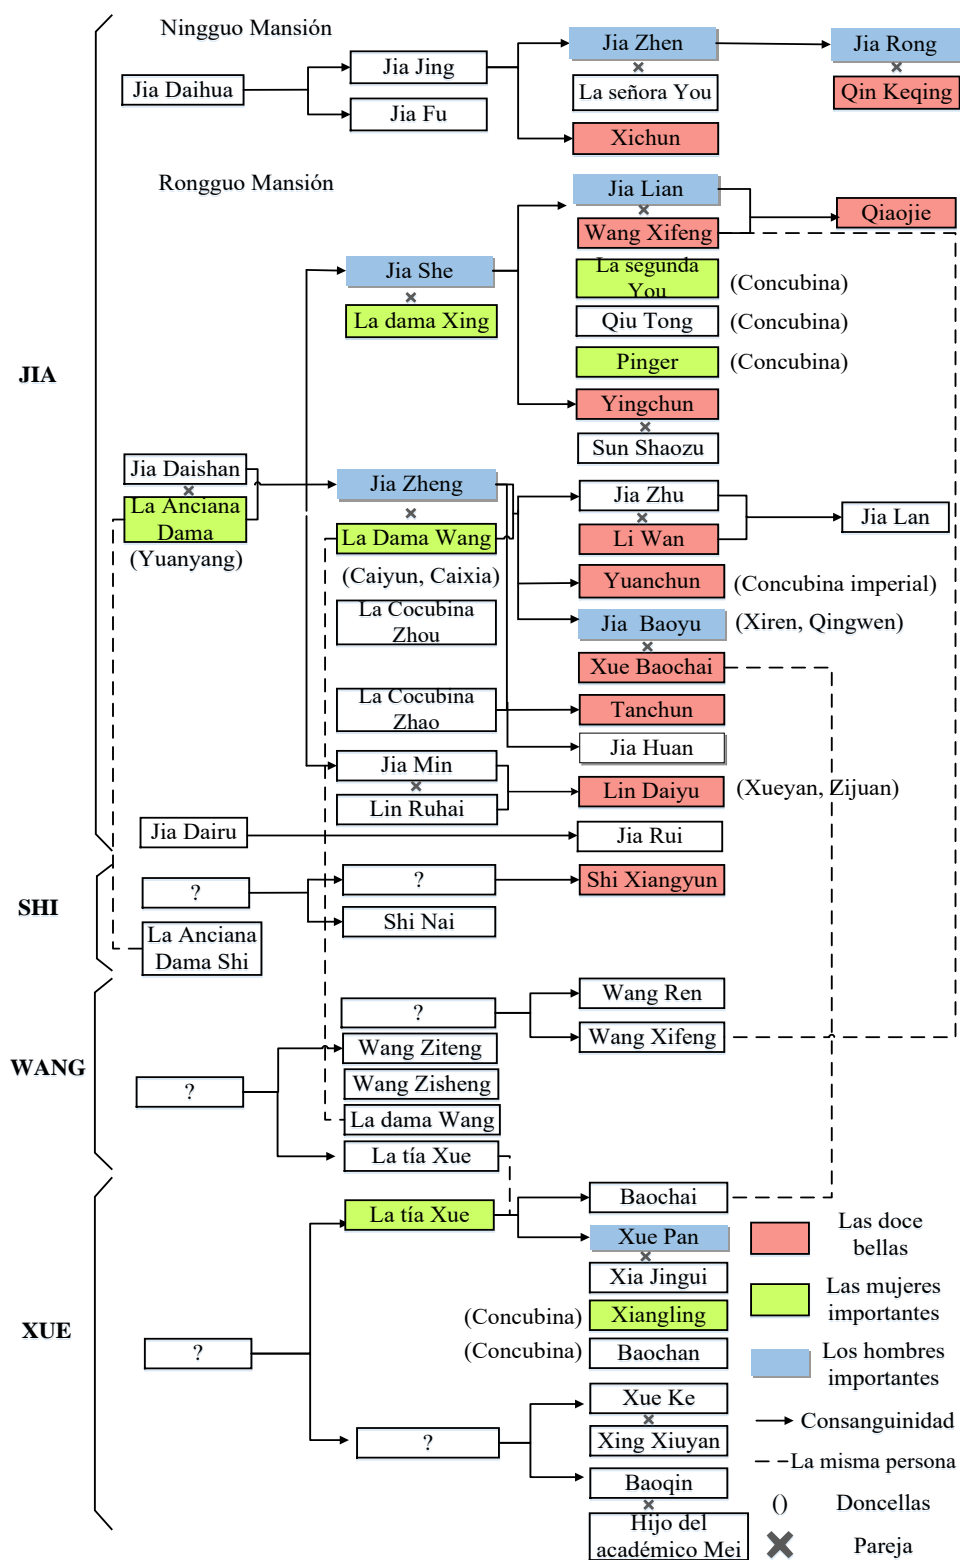 Ningguo Mansión
Jia Zhen
Jia Rong
Jia Jing
Jia Daihua
La señora You
Qin Keqing
Jia Fu
Xichun
Rongguo Mansión
Jia Lian
Qiaojie
Wang Xifeng
Jia She
La segunda
You
(Concubina)
La dama Xing
Qiu Tong
(Concubina)
JIA
Pinger
(Concubina)
Yingchun
Sun Shaozu
Jia Daishan
Jia Zheng
Jia Zhu
La Anciana
Dama
La Dama Wang
Li Wan
Jia Lan
(Yuanyang)
(Caiyun, Caixia)
Yuanchun
(Concubina imperial)
La Cocubina
Zhou
Jia Baoyu
(Xiren, Qingwen)
Xue Baochai
La Cocubina
Zhao
Tanchun
Jia Huan
Jia Min
Lin Ruhai
Lin Daiyu
(Xueyan, Zijuan)
Jia Dairu
Jia Rui
SHI
?
?
Shi Xiangyun
Shi Nai
La Anciana
Dama Shi
Wang Ren
?
Wang Xifeng
WANG
Wang Ziteng
?
Wang Zisheng
La dama Wang
La tía Xue
Baochai
La tía Xue
Xue Pan
Las doce
bellas
Xia Jingui
Las mujeres
importantes
XUE
(Concubina)
Xiangling
?
(Concubina)
Baochan
Los hombres
importantes
Xue Ke
Consanguinidad
?
Xing Xiuyan
La misma persona
Baoqin
() Doncellas
Hijo del
académico Mei
Pareja